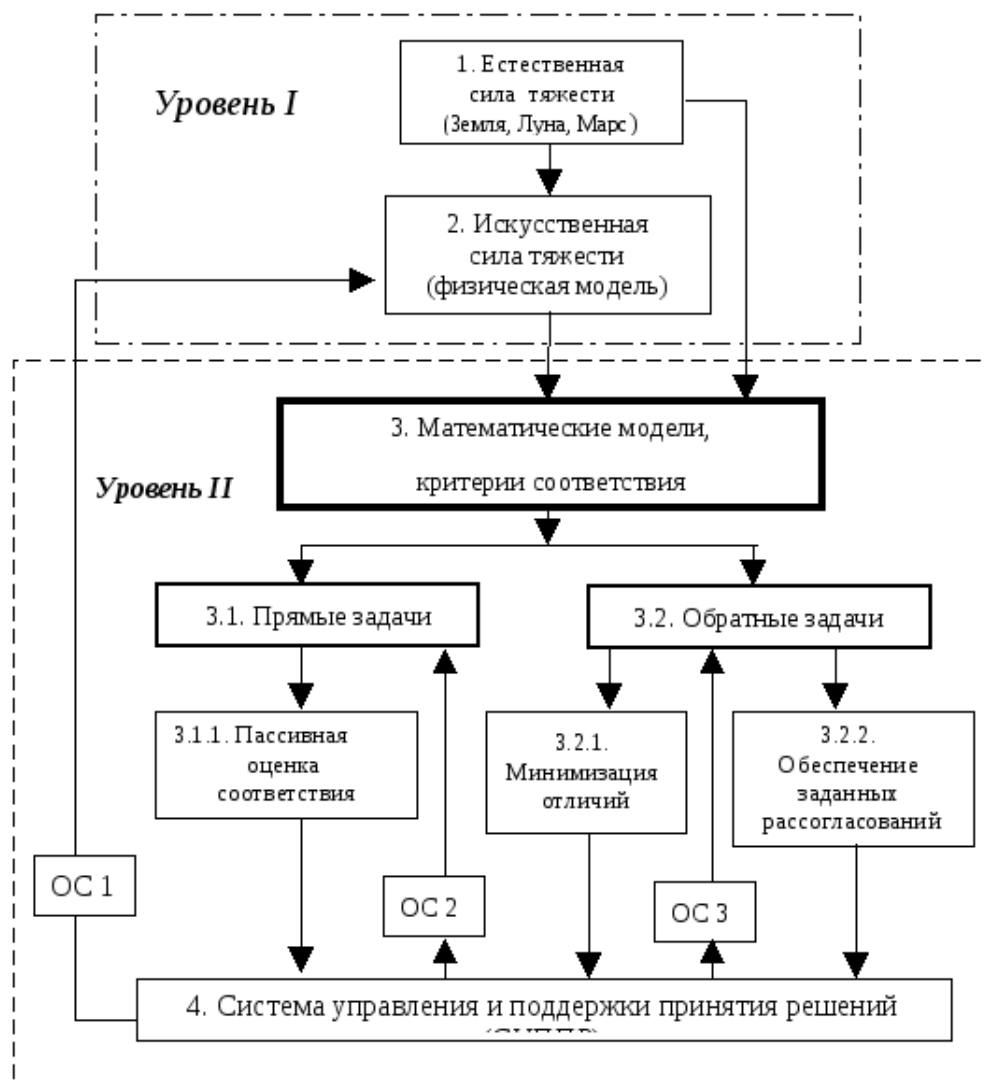 1. Естественная
сила тяжести
(Земля, Луна, Марс)
Уровень I
2. Искусственная
сила тяжести
(физическая модель)
3. Математические модели,
критерии соответствия
Уровень II
3.1. Прямые задачи
3.2. Обратные задачи
3.1.1. Пассивная
оценка
соответствия
3.2.1.
Минимизация
отличий
3.2.2.
Обеспечение
заданных
рассогласований
ОС 1
ОС 2
ОС 3
4. Система управления и поддержки принятия решений